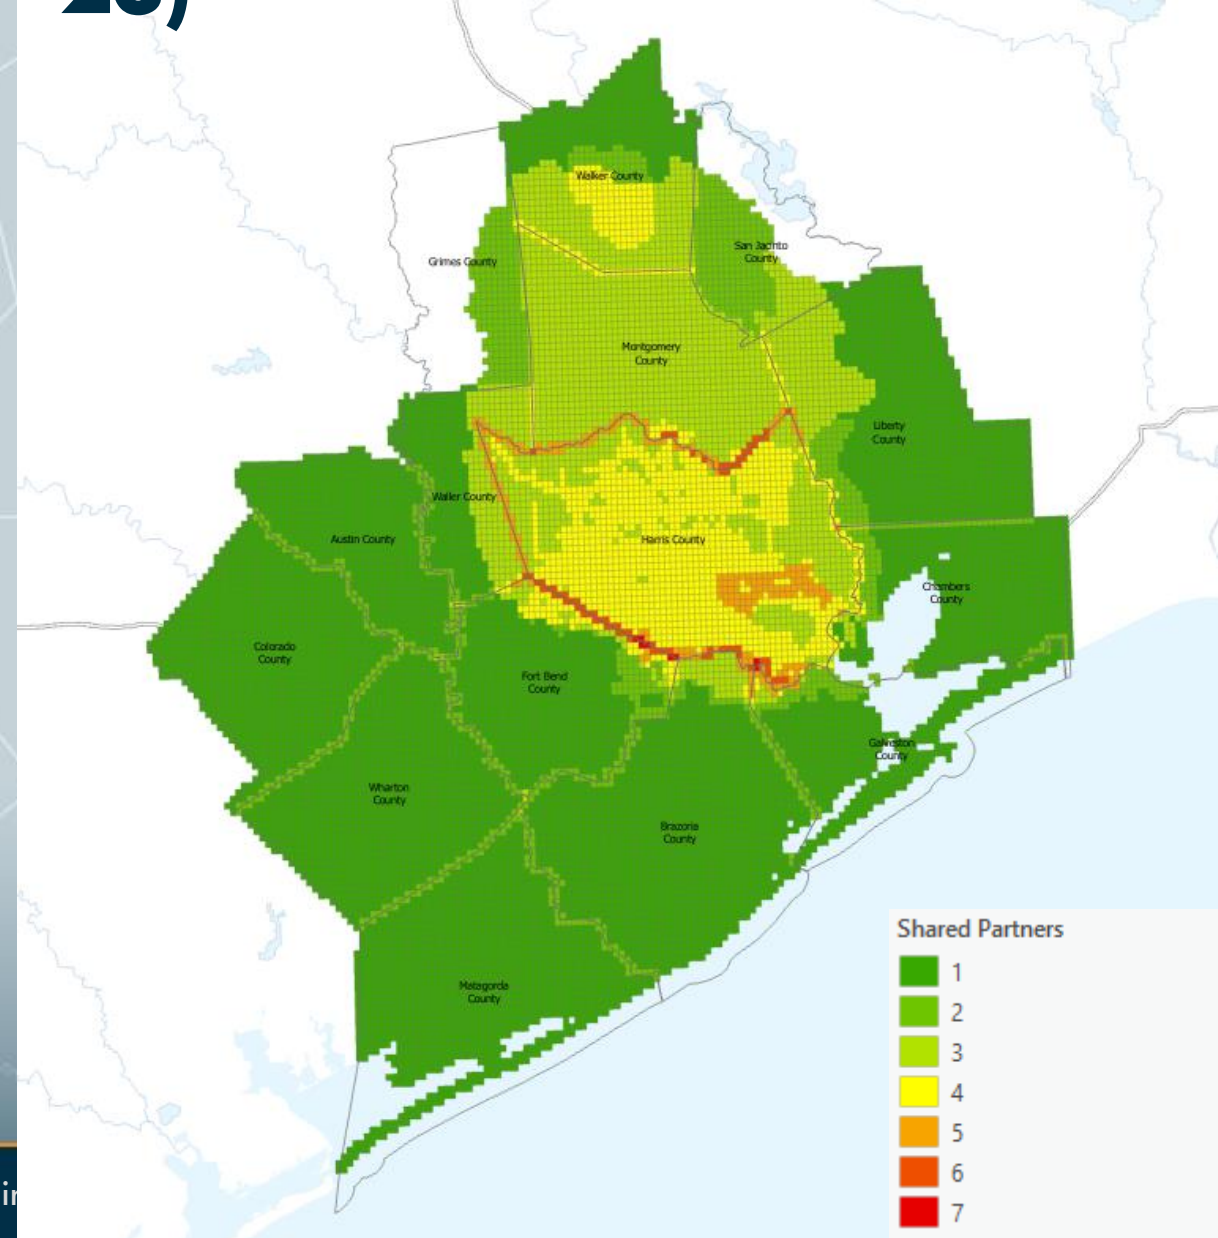 Walker County
San Jacinto
County
Grimes County
Montgomery
County
Liberty
County
Waller County
Austin County
Harris County
Chambers
County
Colorado
County
Fort Bend
County
Galveston
County
Wharton
County
Brazoria
County
Matagorda
County
Shared Partners
1
2
3
4
5
6
7